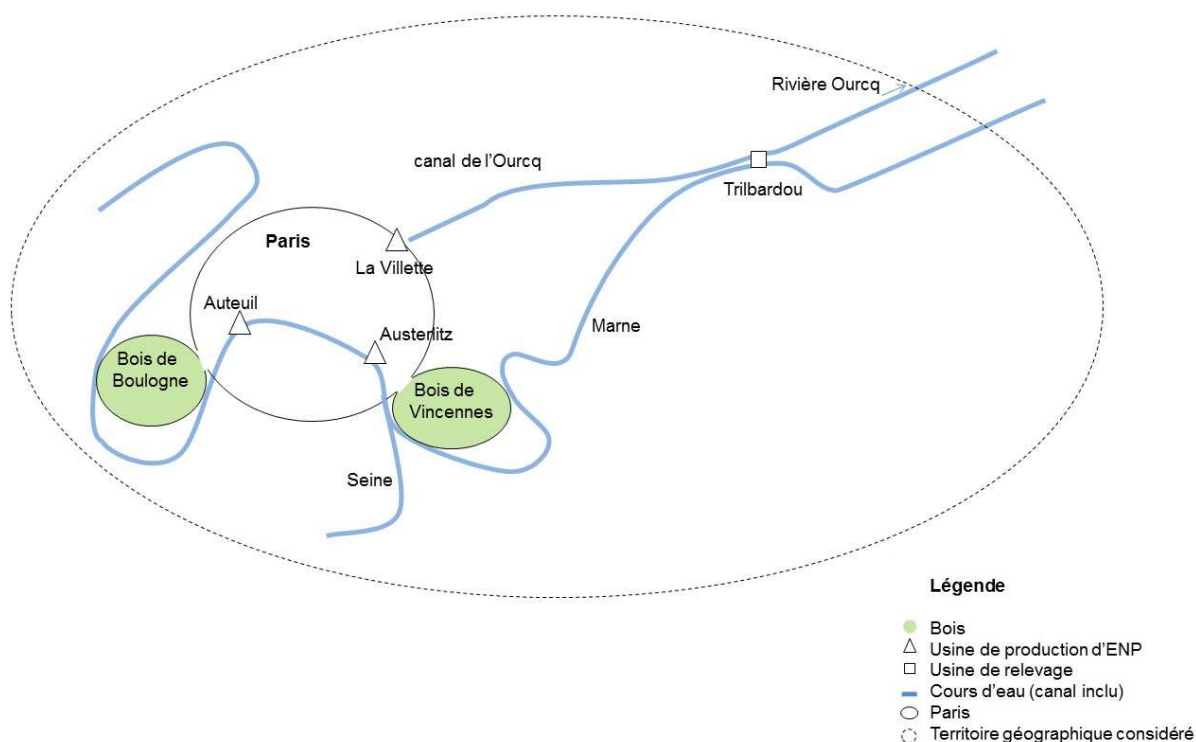 Rivière Ourcq
canal de l'Ourcq
Trilbardou
Paris
La Villette
Auteuil
Austerlitz
Marne
Bois de
Boulogne
Bois de
Vincennes
Seine
Légende
Bois
Usine de production d'ENP
Usine de relevage
Cours d'eau (canal inclu)
Paris
Territoire géographique considéré